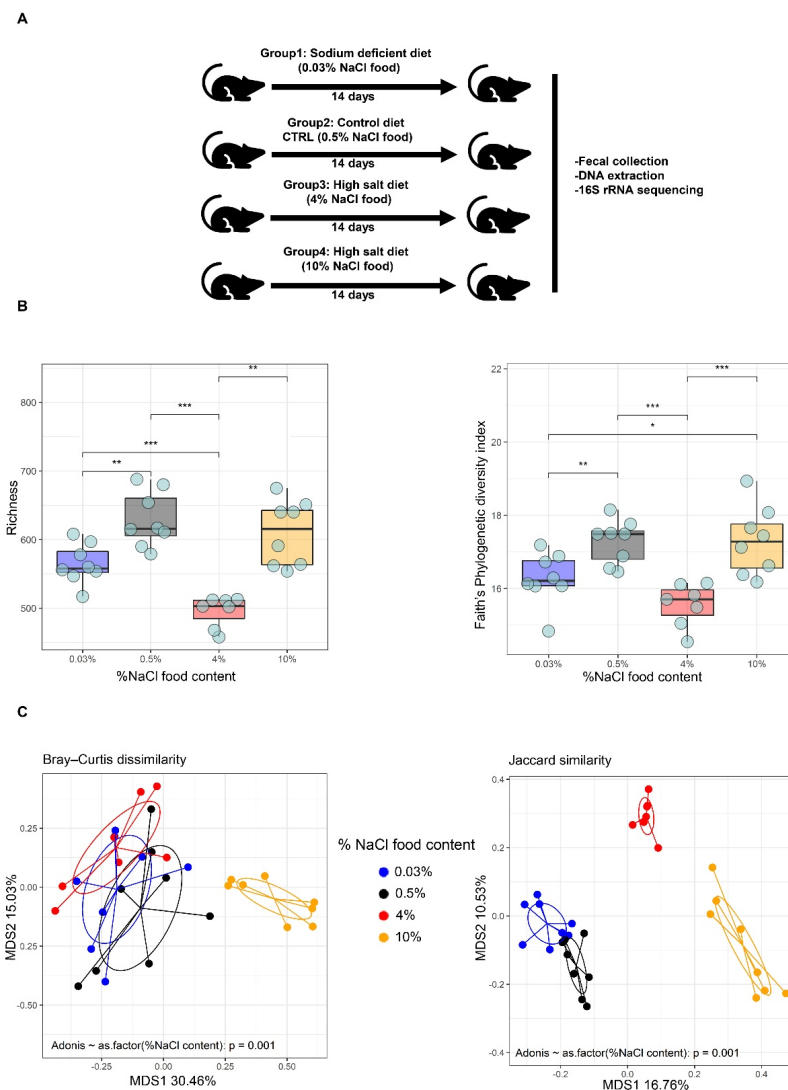 A
Group1: Sodium deficient diet
(0.03% NaCl food)
14 days
Group2: Control diet
CTRL (0.5% NaCl food)
14 days
Group3: High salt diet
(4% NaCl food)
14 days
Group4: High salt diet
(10% NaCl food)
14 days
-Fecal collection
-DNA extraction
-16S rRNA sequencing
B
Richness
800
700
600
500
**
***
***
**
0.03% 0.5% 4% 10%
%NaCl food content
Faith's Phylogenetic diversity index
22
20
18
16
***
***
*
**
0.03% 0.5% 4% 10%
%NaCl food content
C
Bray–Curtis dissimilarity
MDS2 15.03%
0.25
0.00
-0.25
-0.50
Adonis ~ as.factor(%NaCl content): p = 0.001
-0.25 0.00 0.25 0.50
MDS1 30.46%
% NaCl food content
0.03%
0.5%
4%
10%
Jaccard similarity
MDS2 10.53%
0.4
0.2
0.0
-0.2
-0.4
Adonis ~ as.factor(%NaCl content): p = 0.001
-0.2 0.0 0.2 0.4
MDS1 16.76%